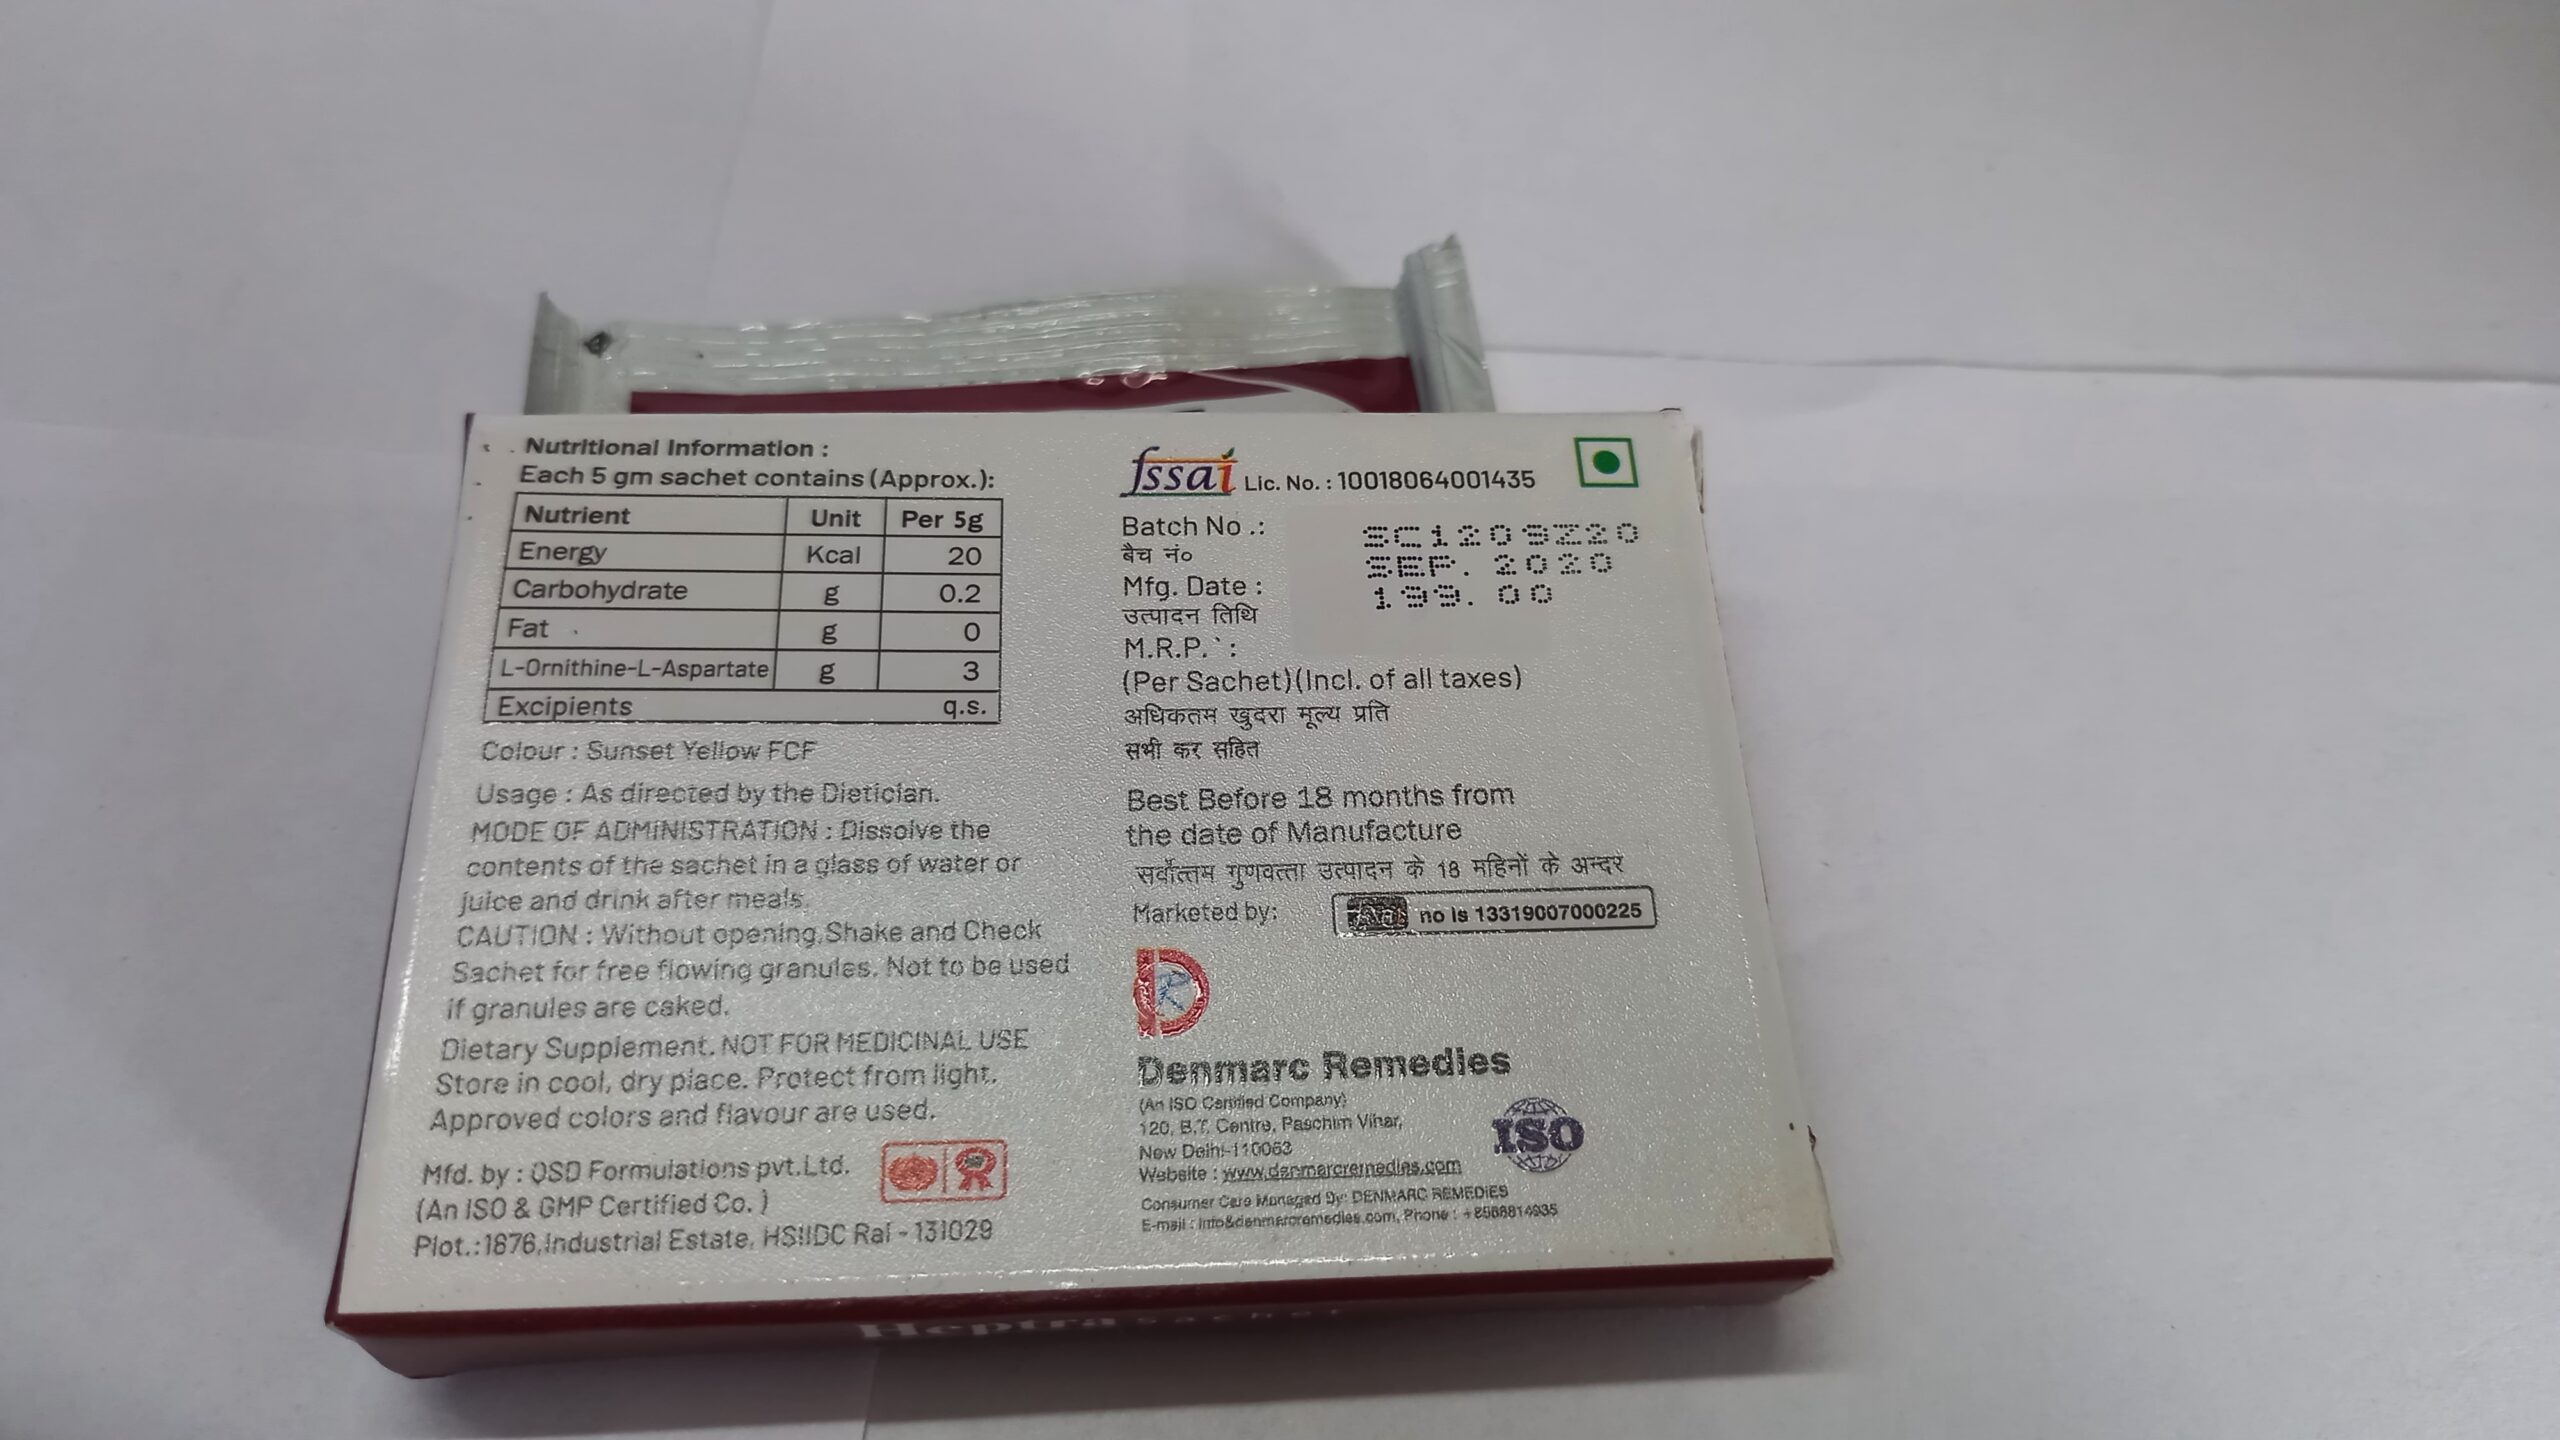 Nutritional Information :
Each 5 gm sachet contains (Approx.):
Nutrient Unit Per 5g
Energy Kcal 20
Carbohydrate g 0.2
Fat g 0
L-Ornithine-L-Aspartate g 3
Excipients q.s.
Colour : Sunset Yellow FCF
Usage : As directed by the Dietician.
MODE OF ADMINISTRATION : Dissolve the
contents of the sachet in a glass of water or
juice and drink after meals.
CAUTION : Without opening,Shake and Check
Sachet for free flowing granules. Not to be used
if granules are caked.
Dietary Supplement. NOT FOR MEDICINAL USE
Store in cool, dry place. Protect from light.
Approved colors and flavour are used.
Mfd. by : QSD Formulations pvt.Ltd.
(An ISO & GMP Certified Co. )
Plot.:1876,Industrial Estate, HSIIDC Rai - 131029
fssai Lic. No. : 10018064001435
Batch No .: SC1209Z20
बैच नं०
Mfg. Date : SEP. 2020
उत्पादन तिथि
M.R.P.` : 199.00
(Per Sachet)(Incl. of all taxes)
अधिकतम खुदरा मूल्य प्रति
सभी कर सहित
Best Before 18 months from
the date of Manufacture
सर्वोत्तम गुणवत्ता उत्पादन के 18 महिनों के अन्दर
Marketed by: no is 13319007000225
DR
Denmarc Remedies
(An ISO Certified Company)
120, B.T. Centre, Paschim Vihar,
New Delhi-110063
Website : www.denmarcremedies.com
ISO
Consumer Care Managed By: DENMARC REMEDIES
E-mail : info&denmarcremedies.com, Phone :
Heptra sachet